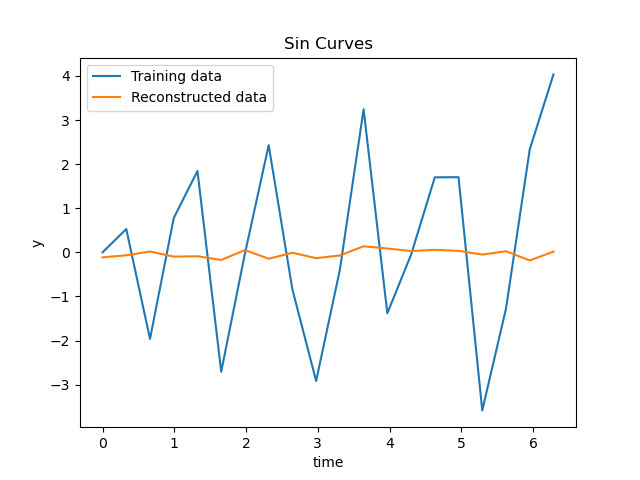 Sin Curves
Training data
Reconstructed data
y
4
3
2
1
0
−1
−2
−3
0 1 2 3 4 5 6
time